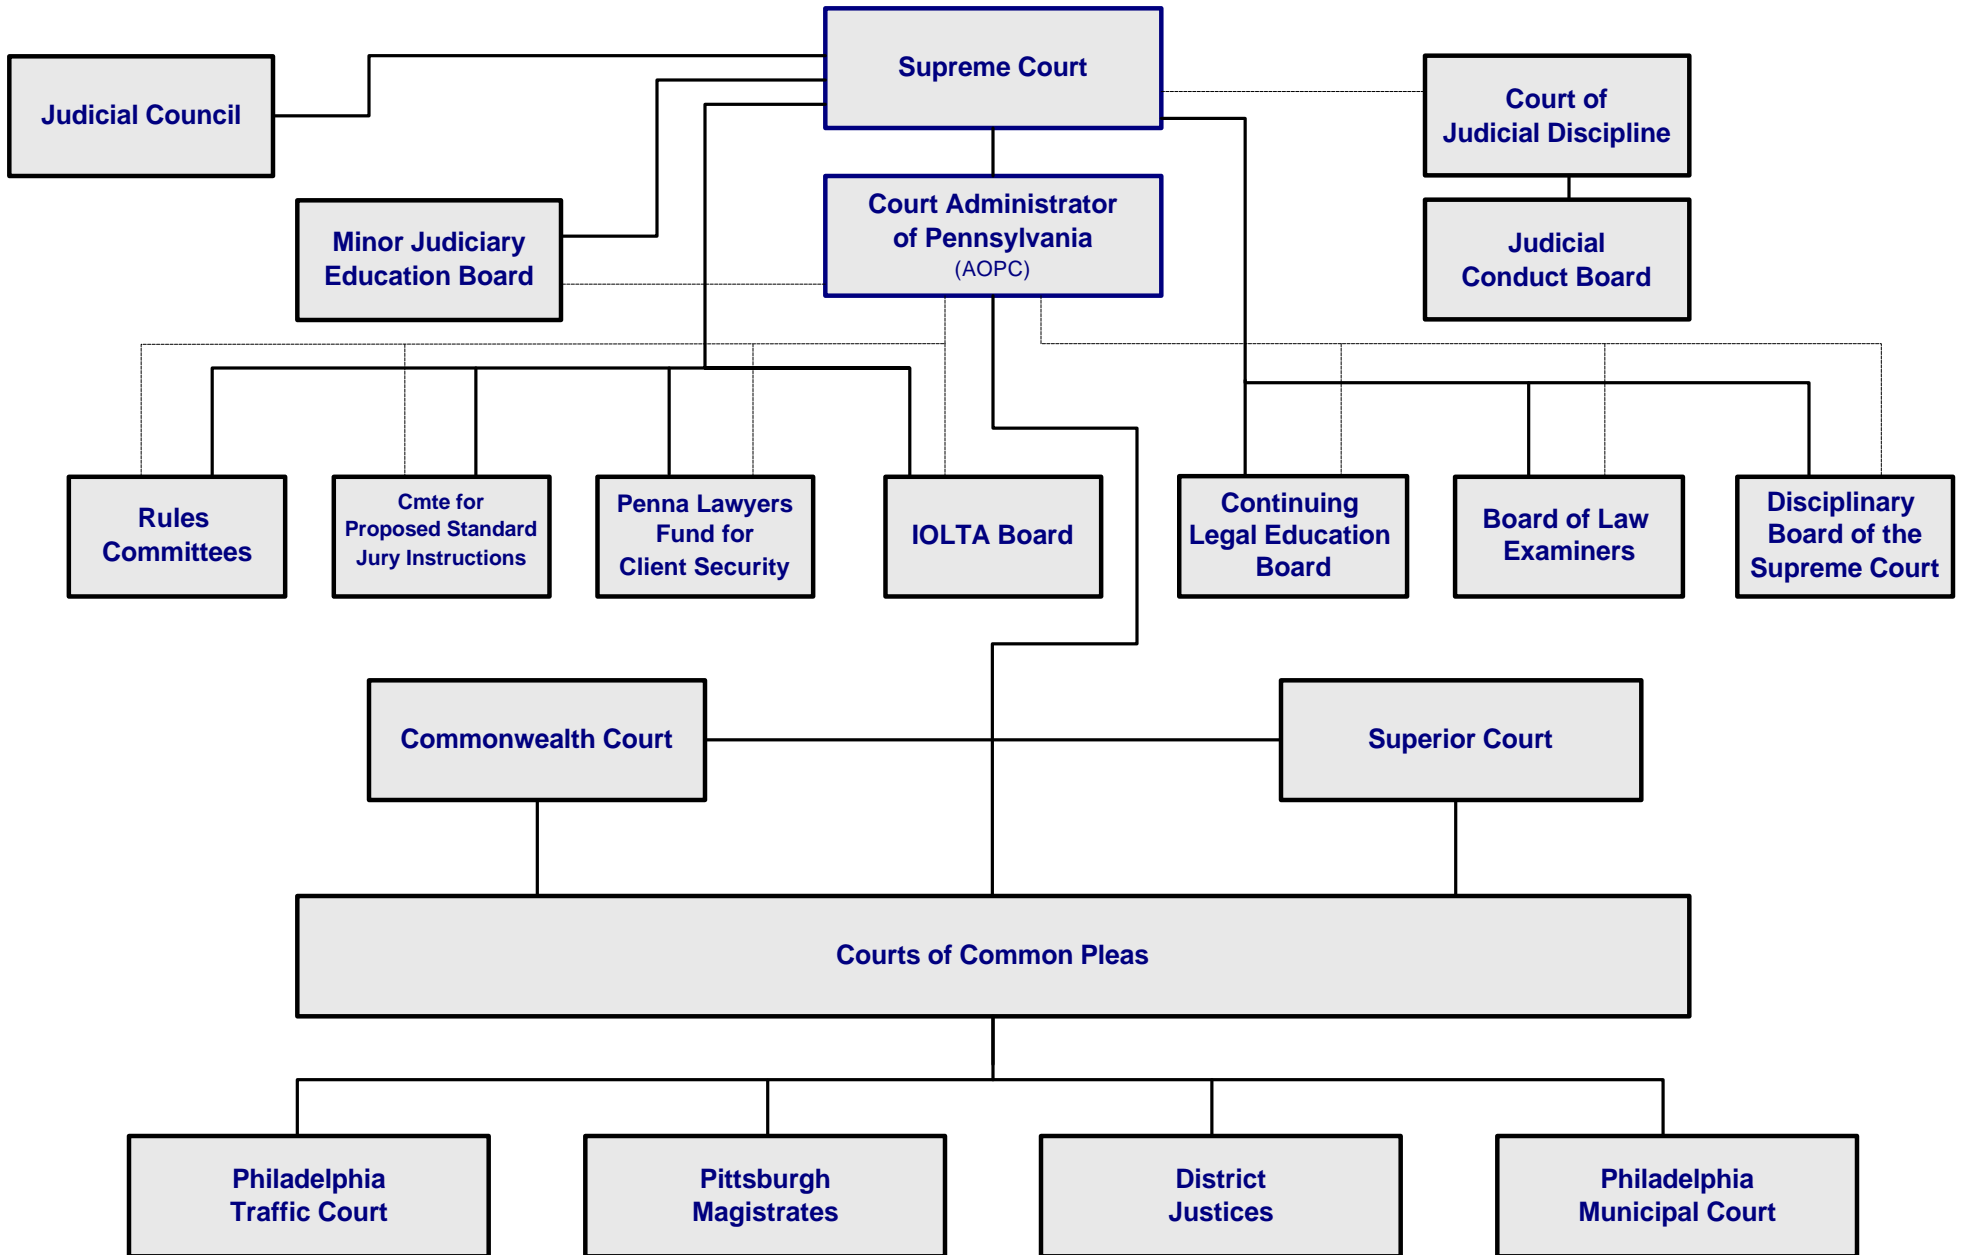 Supreme Court
Judicial Council
Court of
Judicial Discipline
Court Administrator
of Pennsylvania
(AOPC)
Minor Judiciary
Education Board
Judicial
Conduct Board
Rules
Committees
Cmte for
Proposed Standard
Jury Instructions
Penna Lawyers
Fund for
Client Security
IOLTA Board
Continuing
Legal Education
Board
Board of Law
Examiners
Disciplinary
Board of the
Supreme Court
Commonwealth Court
Superior Court
Courts of Common Pleas
Philadelphia
Traffic Court
Pittsburgh
Magistrates
District
Justices
Philadelphia
Municipal Court